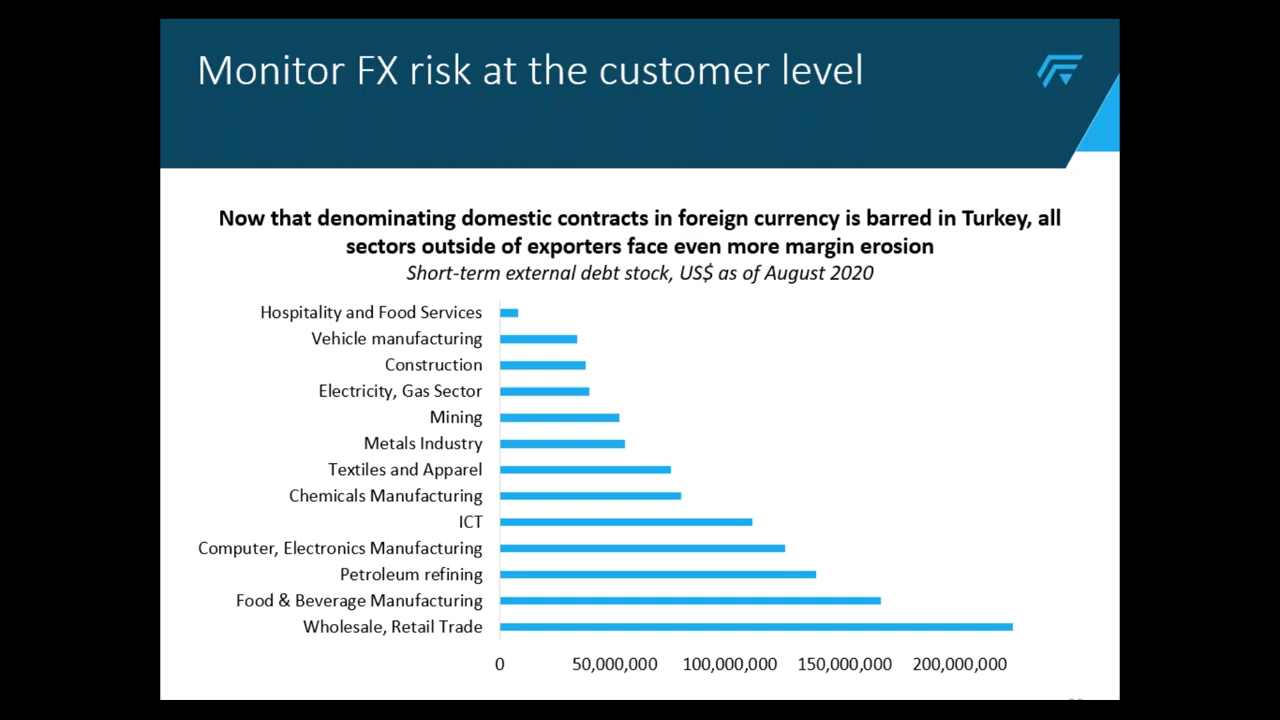 Monitor FX risk at the customer level
Now that denominating domestic contracts in foreign currency is barred in Turkey, all
sectors outside of exporters face even more margin erosion
Short-term external debt stock, US$ as of August 2020
Hospitality and Food Services
Vehicle manufacturing
Construction
Electricity, Gas Sector
Mining
Metals Industry
Textiles and Apparel
Chemicals Manufacturing
ICT
Computer, Electronics Manufacturing
Petroleum refining
Food & Beverage Manufacturing
Wholesale, Retail Trade
0 50,000,000 100,000,000 150,000,000 200,000,000